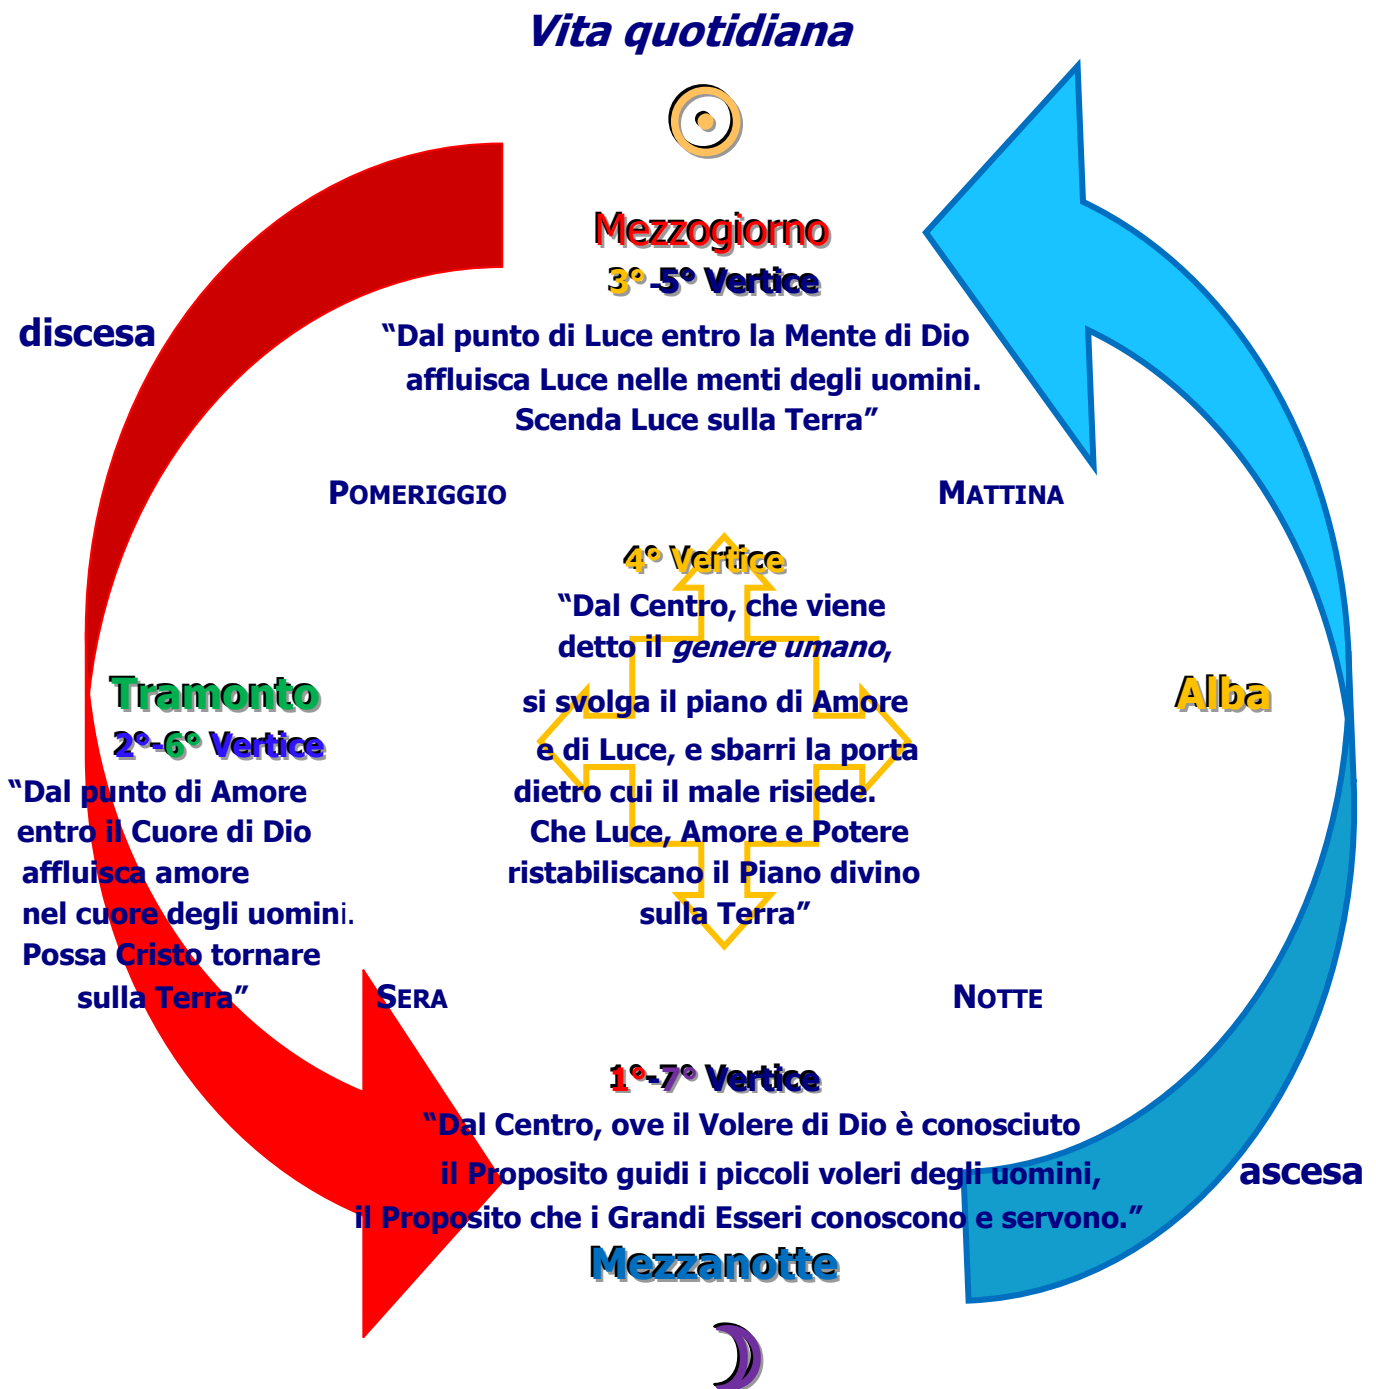 Vita quotidiana
Mezzogiorno
3°-5° Vertice
discesa
“Dal punto di Luce entro la Mente di Dio
affluisca Luce nelle menti degli uomini.
Scenda Luce sulla Terra”
POMERIGGIO
MATTINA
4° Vertice
“Dal Centro, che viene
detto il genere umano,
si svolga il piano di Amore
e di Luce, e sbarri la porta
dietro cui il male risiede.
Che Luce, Amore e Potere
ristabiliscano il Piano divino
sulla Terra”
Tramonto
2°-6° Vertice
“Dal punto di Amore
entro il Cuore di Dio
affluisca amore
nel cuore degli uomini.
Possa Cristo tornare
sulla Terra”
Alba
SERA
NOTTE
1°-7° Vertice
“Dal Centro, ove il Volere di Dio è conosciuto
il Proposito guidi i piccoli voleri degli uomini,
il Proposito che i Grandi Esseri conoscono e servono.”
ascesa
Mezzanotte